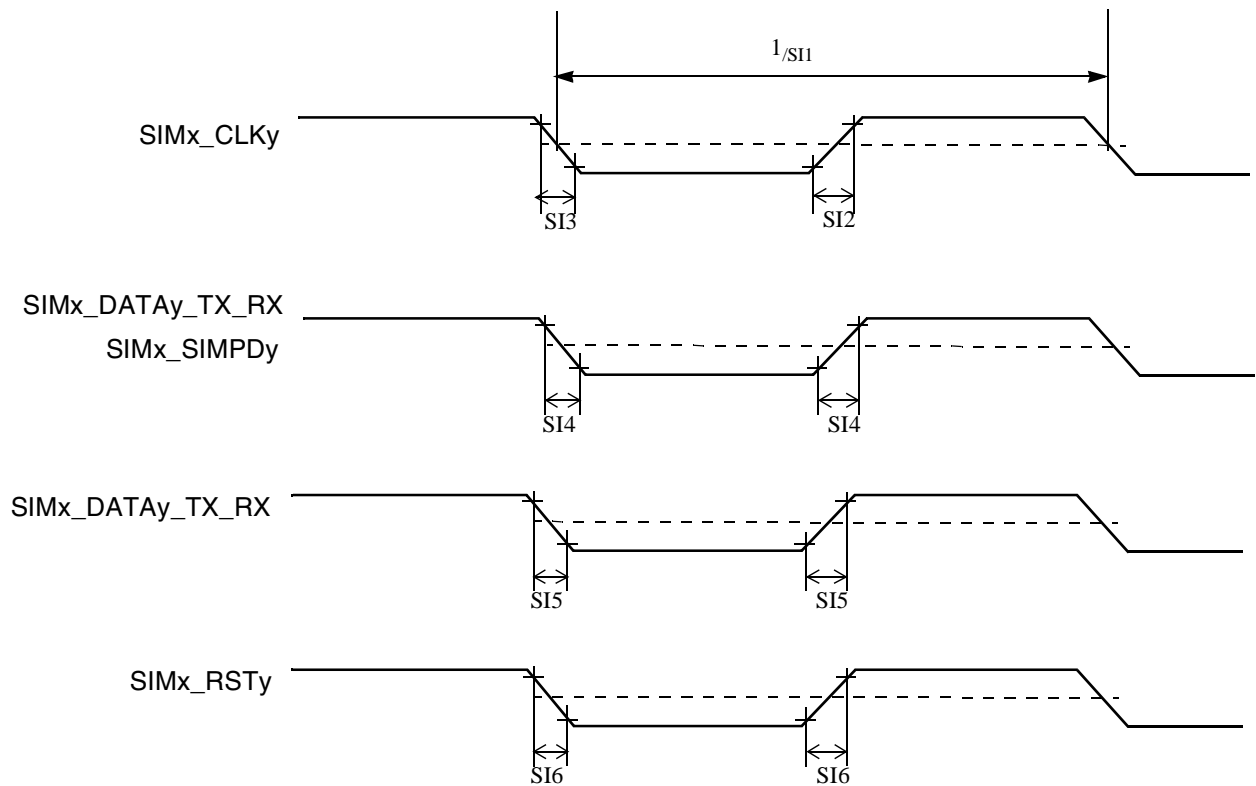 1/SI1
SIMx_CLKy
SI3 SI2
SIMx_DATAy_TX_RX
SIMx_SIMPDy
SI4 SI4
SIMx_DATAy_TX_RX
SI5 SI5
SIMx_RSTy
SI6 SI6